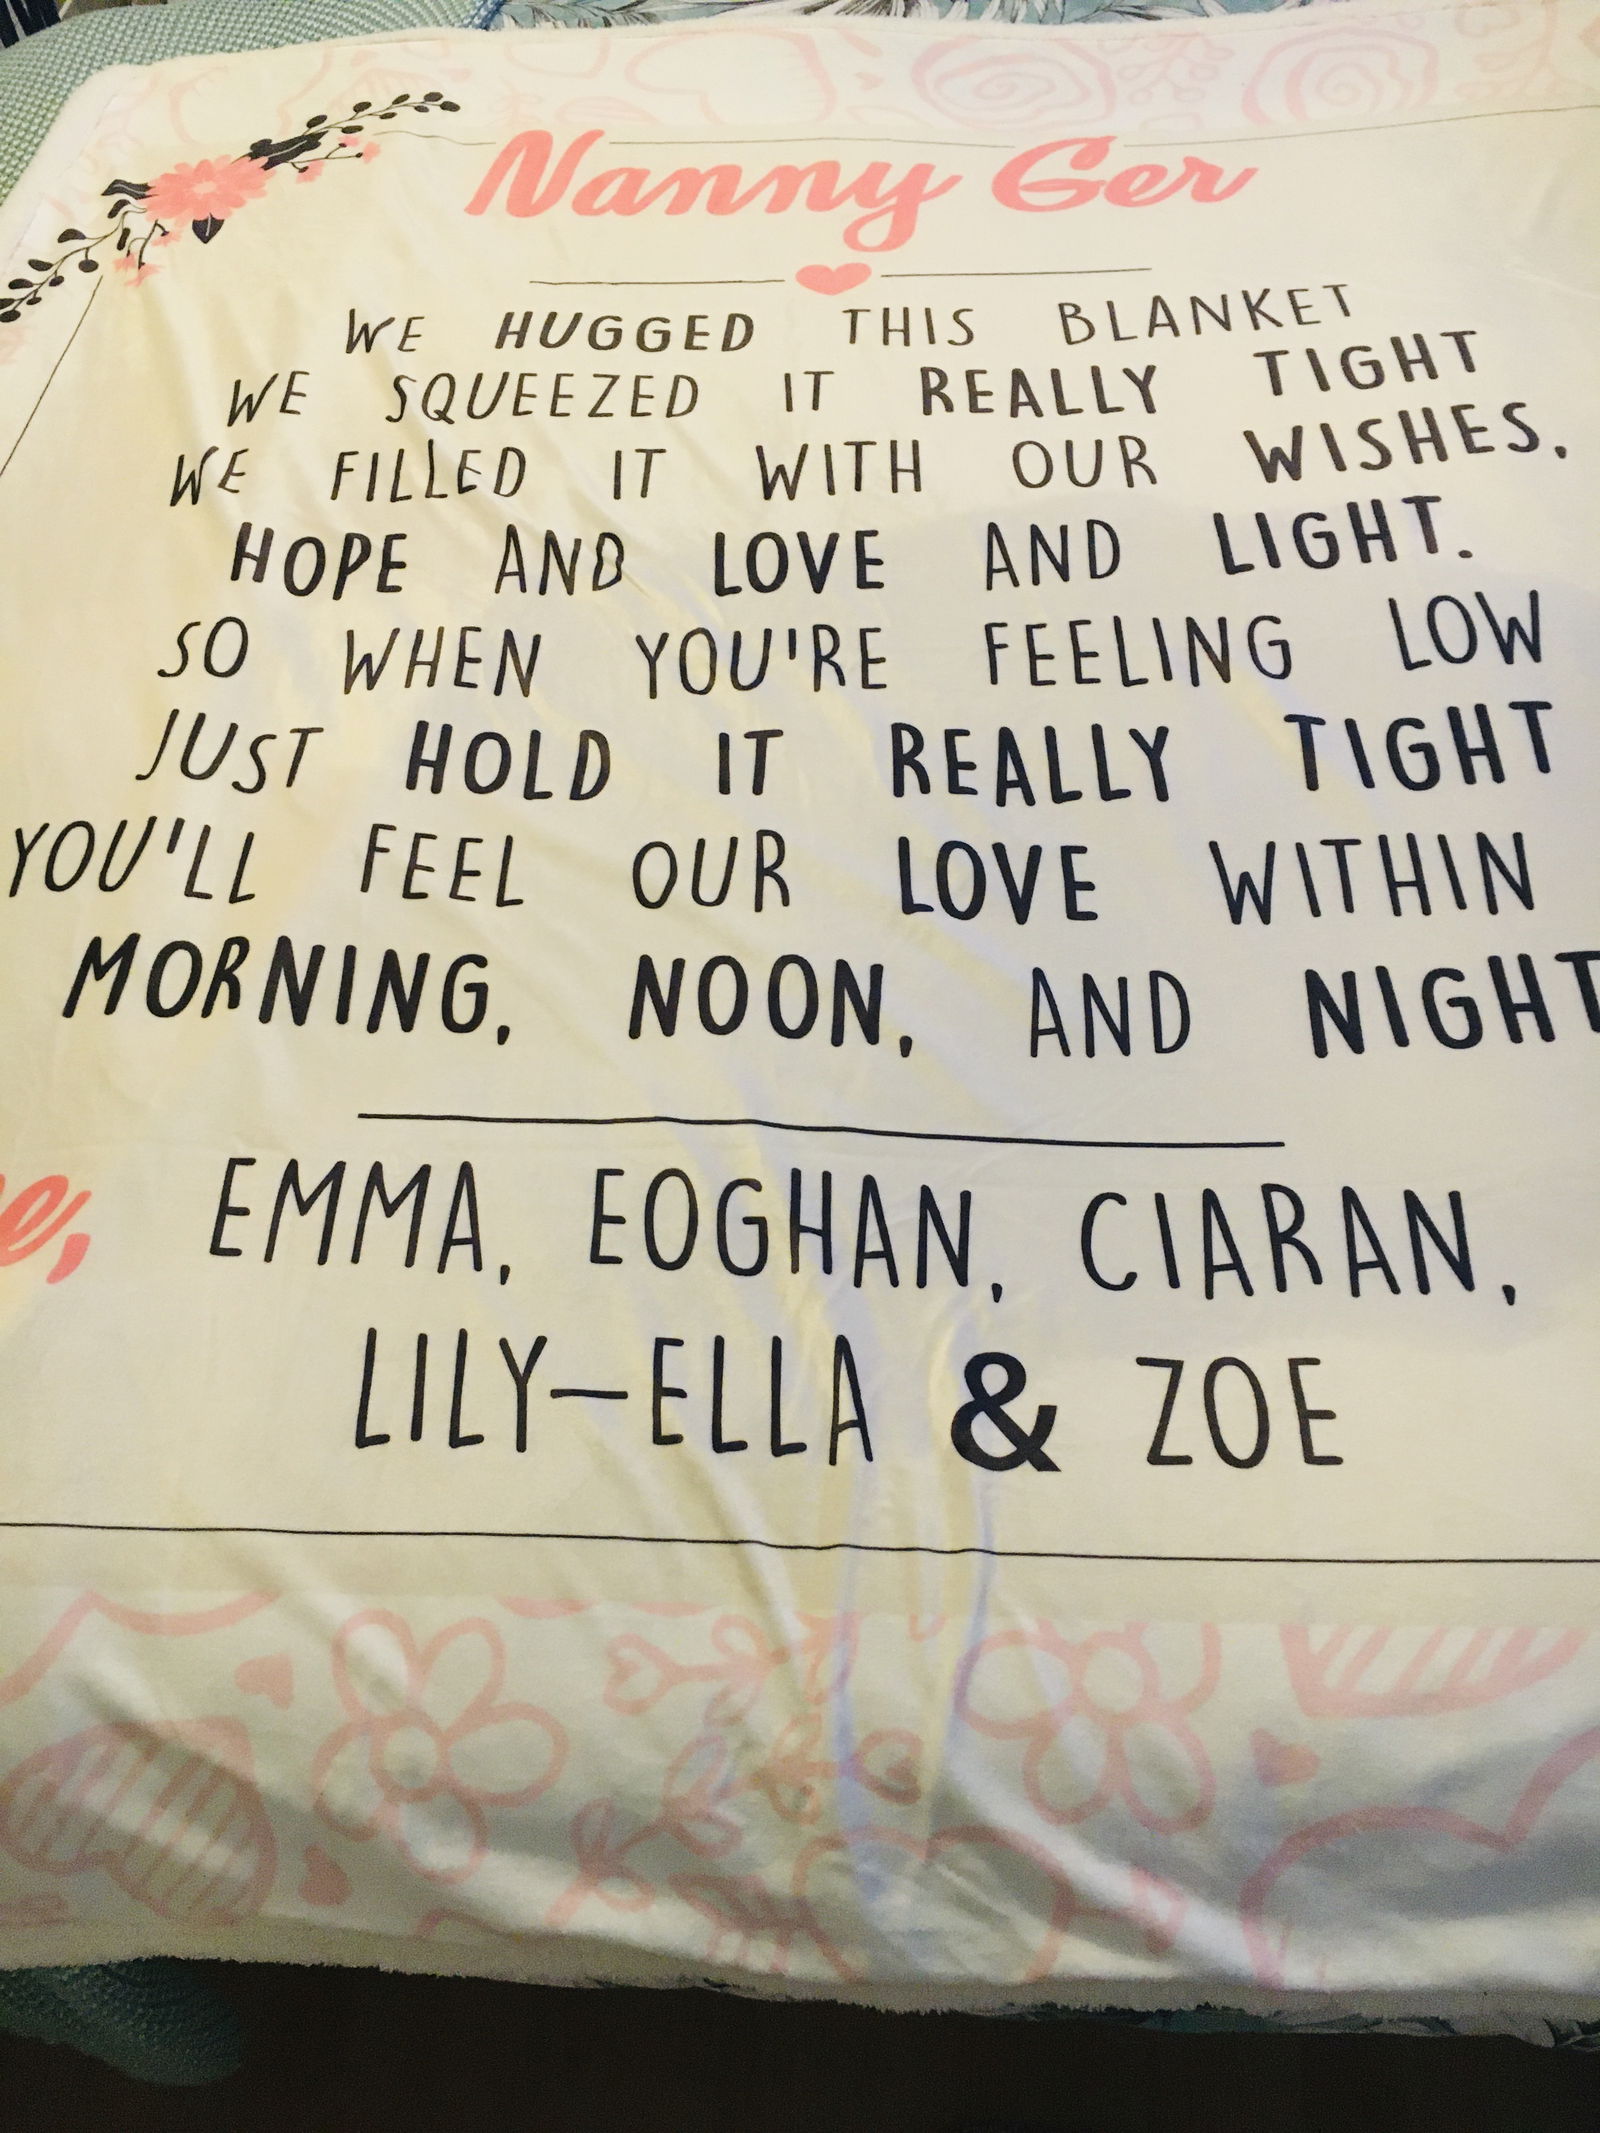 Nanny Ger
WE HUGGED THIS BLANKET
WE SQUEEZED IT REALLY TIGHT
WE FILLED IT WITH OUR WISHES,
HOPE AND LOVE AND LIGHT.
SO WHEN YOU'RE FEELING LOW
JUST HOLD IT REALLY TIGHT
YOU'LL FEEL OUR LOVE WITHIN
MORNING, NOON, AND NIGHT
EMMA, EOGHAN, CIARAN,
LILY-ELLA & ZOE